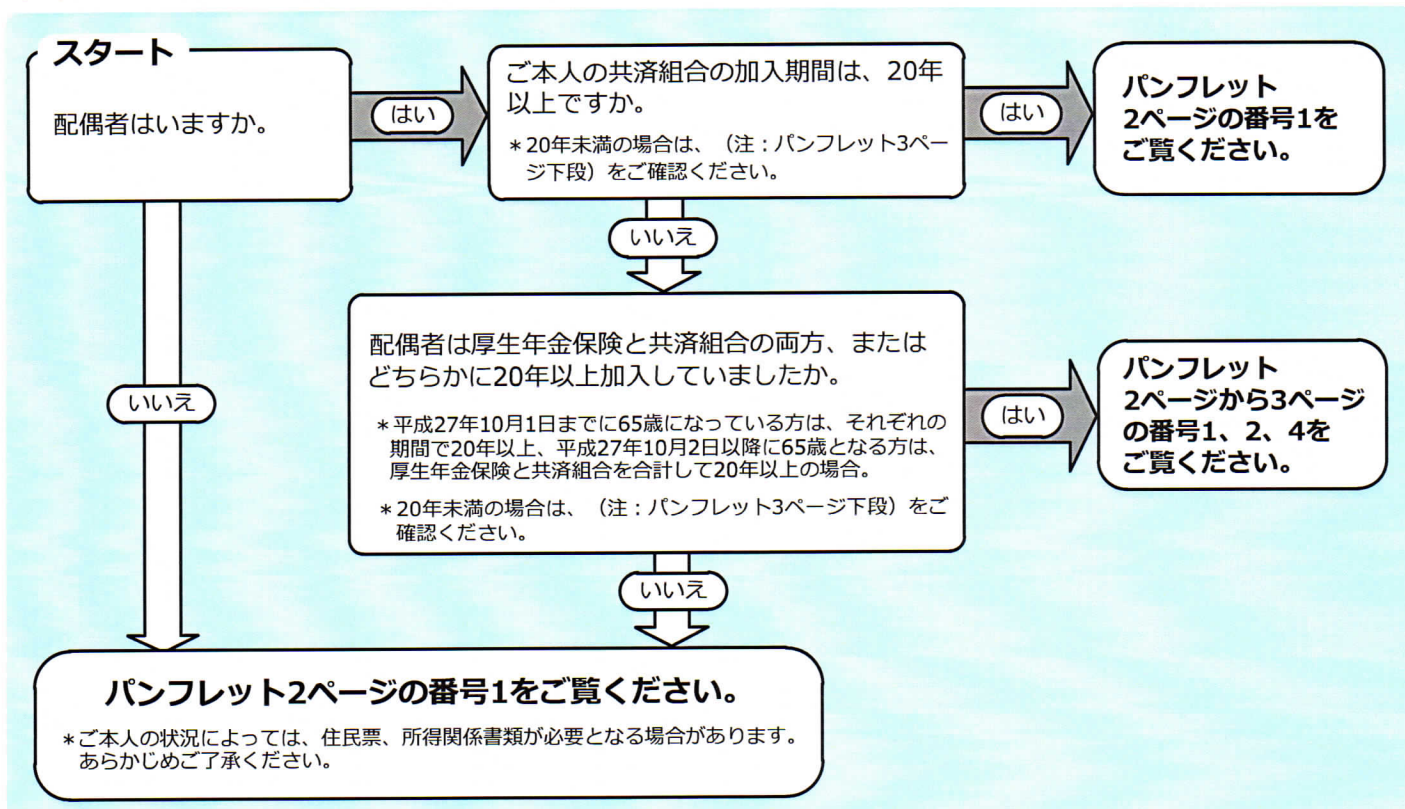 スタート
配偶者はいますか。
はい
ご本人の共済組合の加入期間は、20年
以上ですか。
*20年未満の場合は、（注：パンフレット3ペー
ジ下段）をご確認ください。
はい
パンフレット
2ページの番号1を
ご覧ください。
いいえ
配偶者は厚生年金保険と共済組合の両方、または
どちらかに20年以上加入していましたか。
*平成27年10月1日までに65歳になっている方は、それぞれの
期間で20年以上、平成27年10月2日以降に65歳となる方は、
厚生年金保険と共済組合を合計して20年以上の場合。
*20年未満の場合は、（注：パンフレット3ページ下段）をご
確認ください。
はい
パンフレット
2ページから3ページ
の番号1、2、4を
ご覧ください。
いいえ
いいえ
パンフレット2ページの番号1をご覧ください。
*ご本人の状況によっては、住民票、所得関係書類が必要となる場合があります。
あらかじめご了承ください。